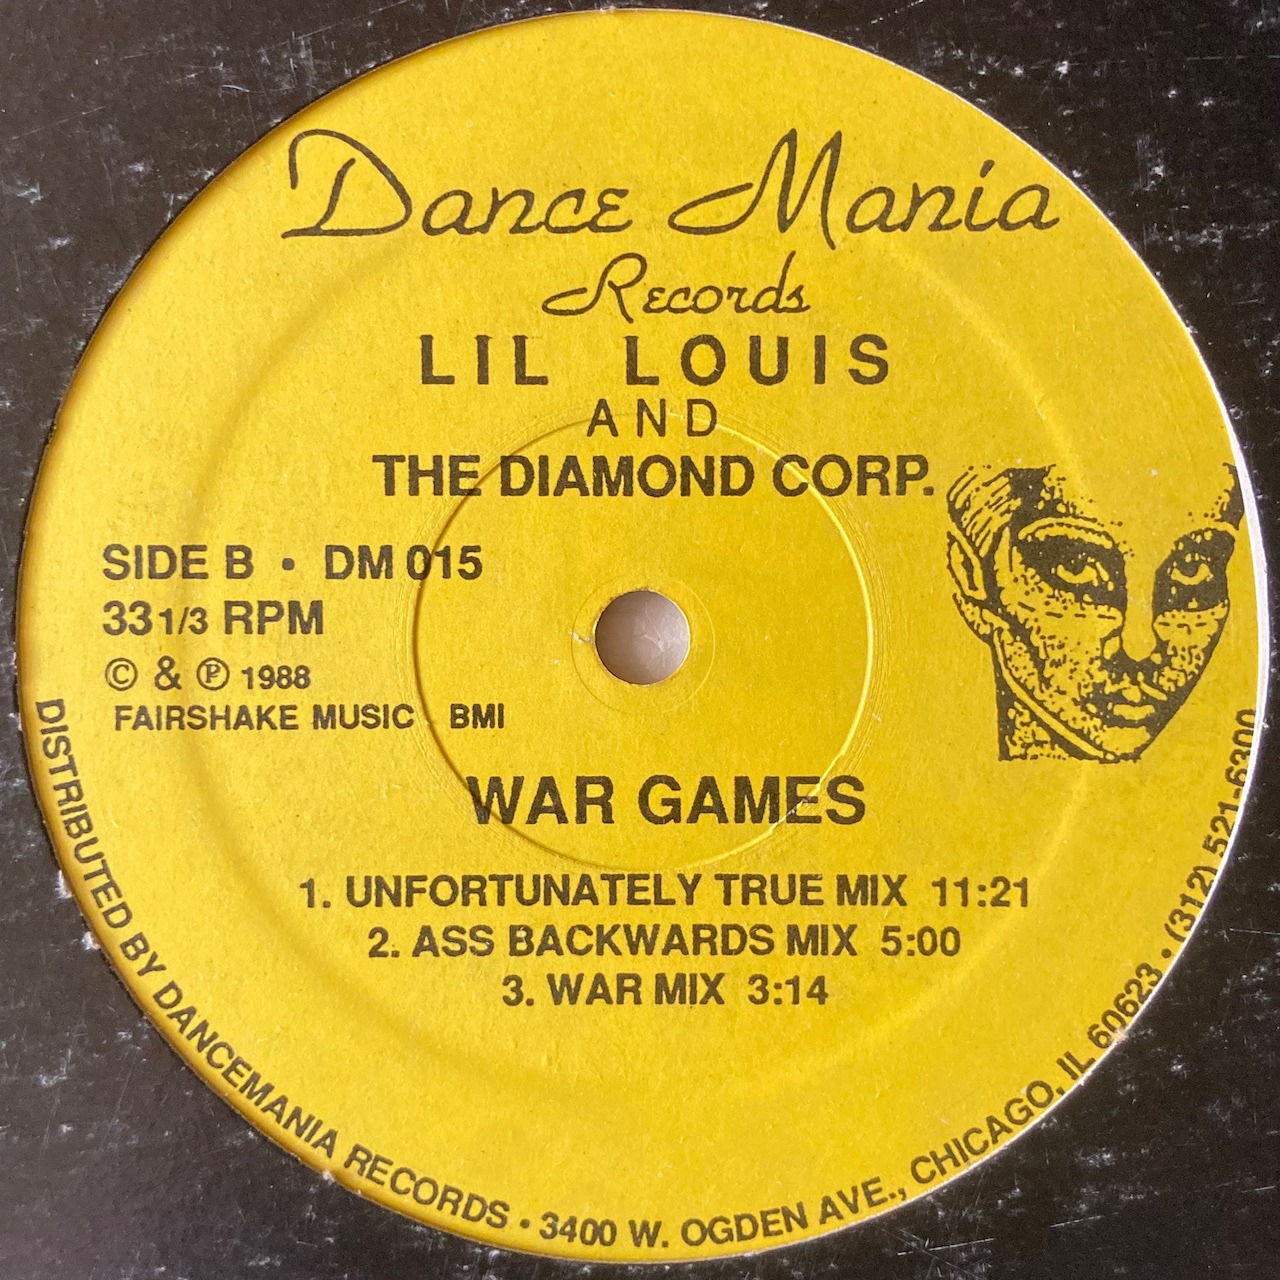 Dance Mania
Records
LIL LOUIS
AND
THE DIAMOND CORP.
SIDE B • DM 015
33 1/3 RPM
© & ℗ 1988
FAIRSHAKE MUSIC BMI
WAR GAMES
1. UNFORTUNATELY TRUE MIX 11:21
2. ASS BACKWARDS MIX 5:00
3. WAR MIX 3:14
DISTRIBUTED BY DANCEMANIA RECORDS • 3400 W. OGDEN AVE., CHICAGO, IL 60623 • (312) 521-6300